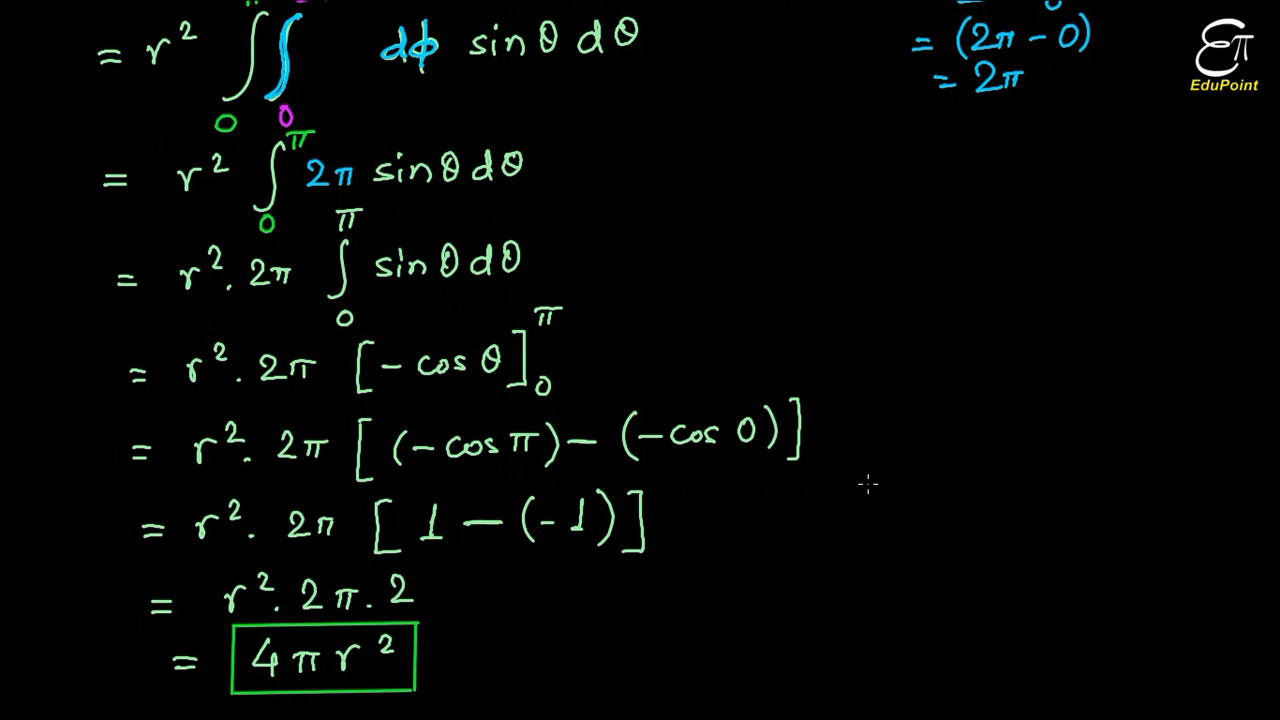 = r² ∫₀^π ∫₀ dφ sin θ dθ
= (2π - 0)
= 2π
επ
EduPoint
= r² ∫₀^π 2π sin θ dθ
= r². 2π ∫₀^π sin θ dθ
= r². 2π [- cos θ]₀^π
= r². 2π [(- cos π) - (- cos 0)]
= r². 2π [1 - (-1)]
= r². 2π . 2
= 4πr²